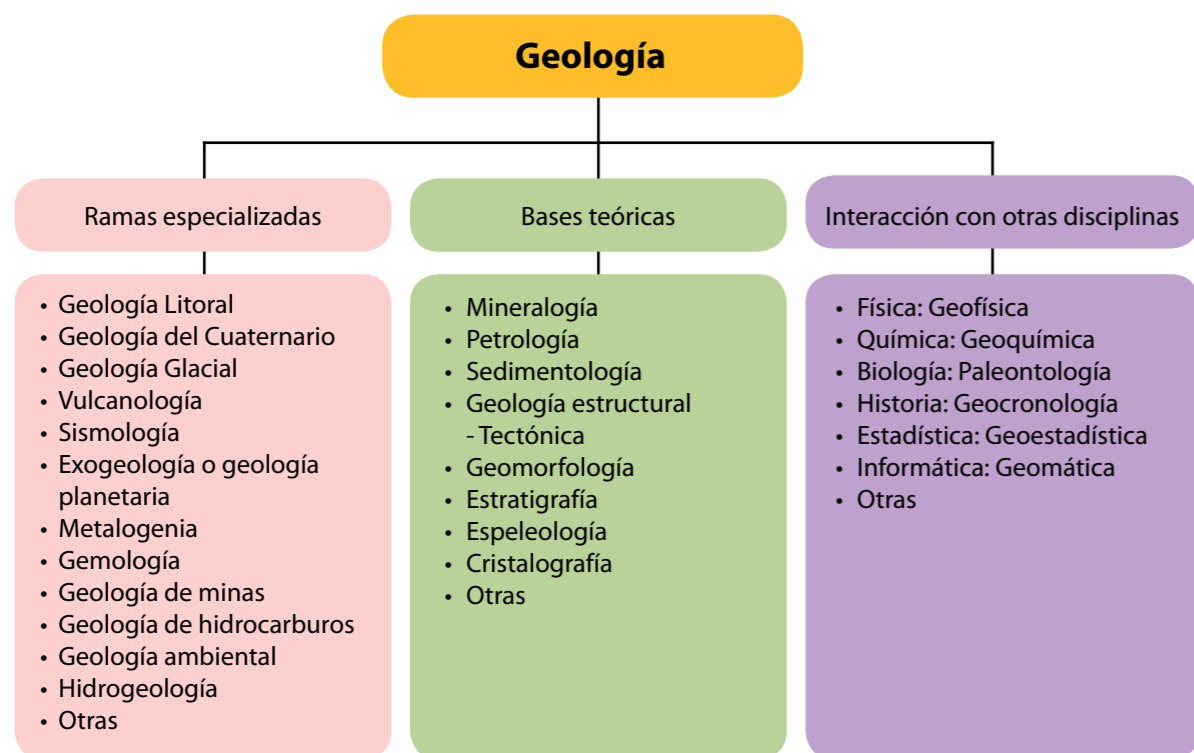 Geología
Ramas especializadas
• Geología Litoral
• Geología del Cuaternario
• Geología Glacial
• Vulcanología
• Sismología
• Exogeología o geología
planetaria
• Metalogenia
• Gemología
• Geología de minas
• Geología de hidrocarburos
• Geología ambiental
• Hidrogeología
• Otras
Bases teóricas
• Mineralogía
• Petrología
• Sedimentología
• Geología estructural
- Tectónica
• Geomorfología
• Estratigrafía
• Espeleología
• Cristalografía
• Otras
Interacción con otras disciplinas
• Física: Geofísica
• Química: Geoquímica
• Biología: Paleontología
• Historia: Geocronología
• Estadística: Geoestadística
• Informática: Geomática
• Otras